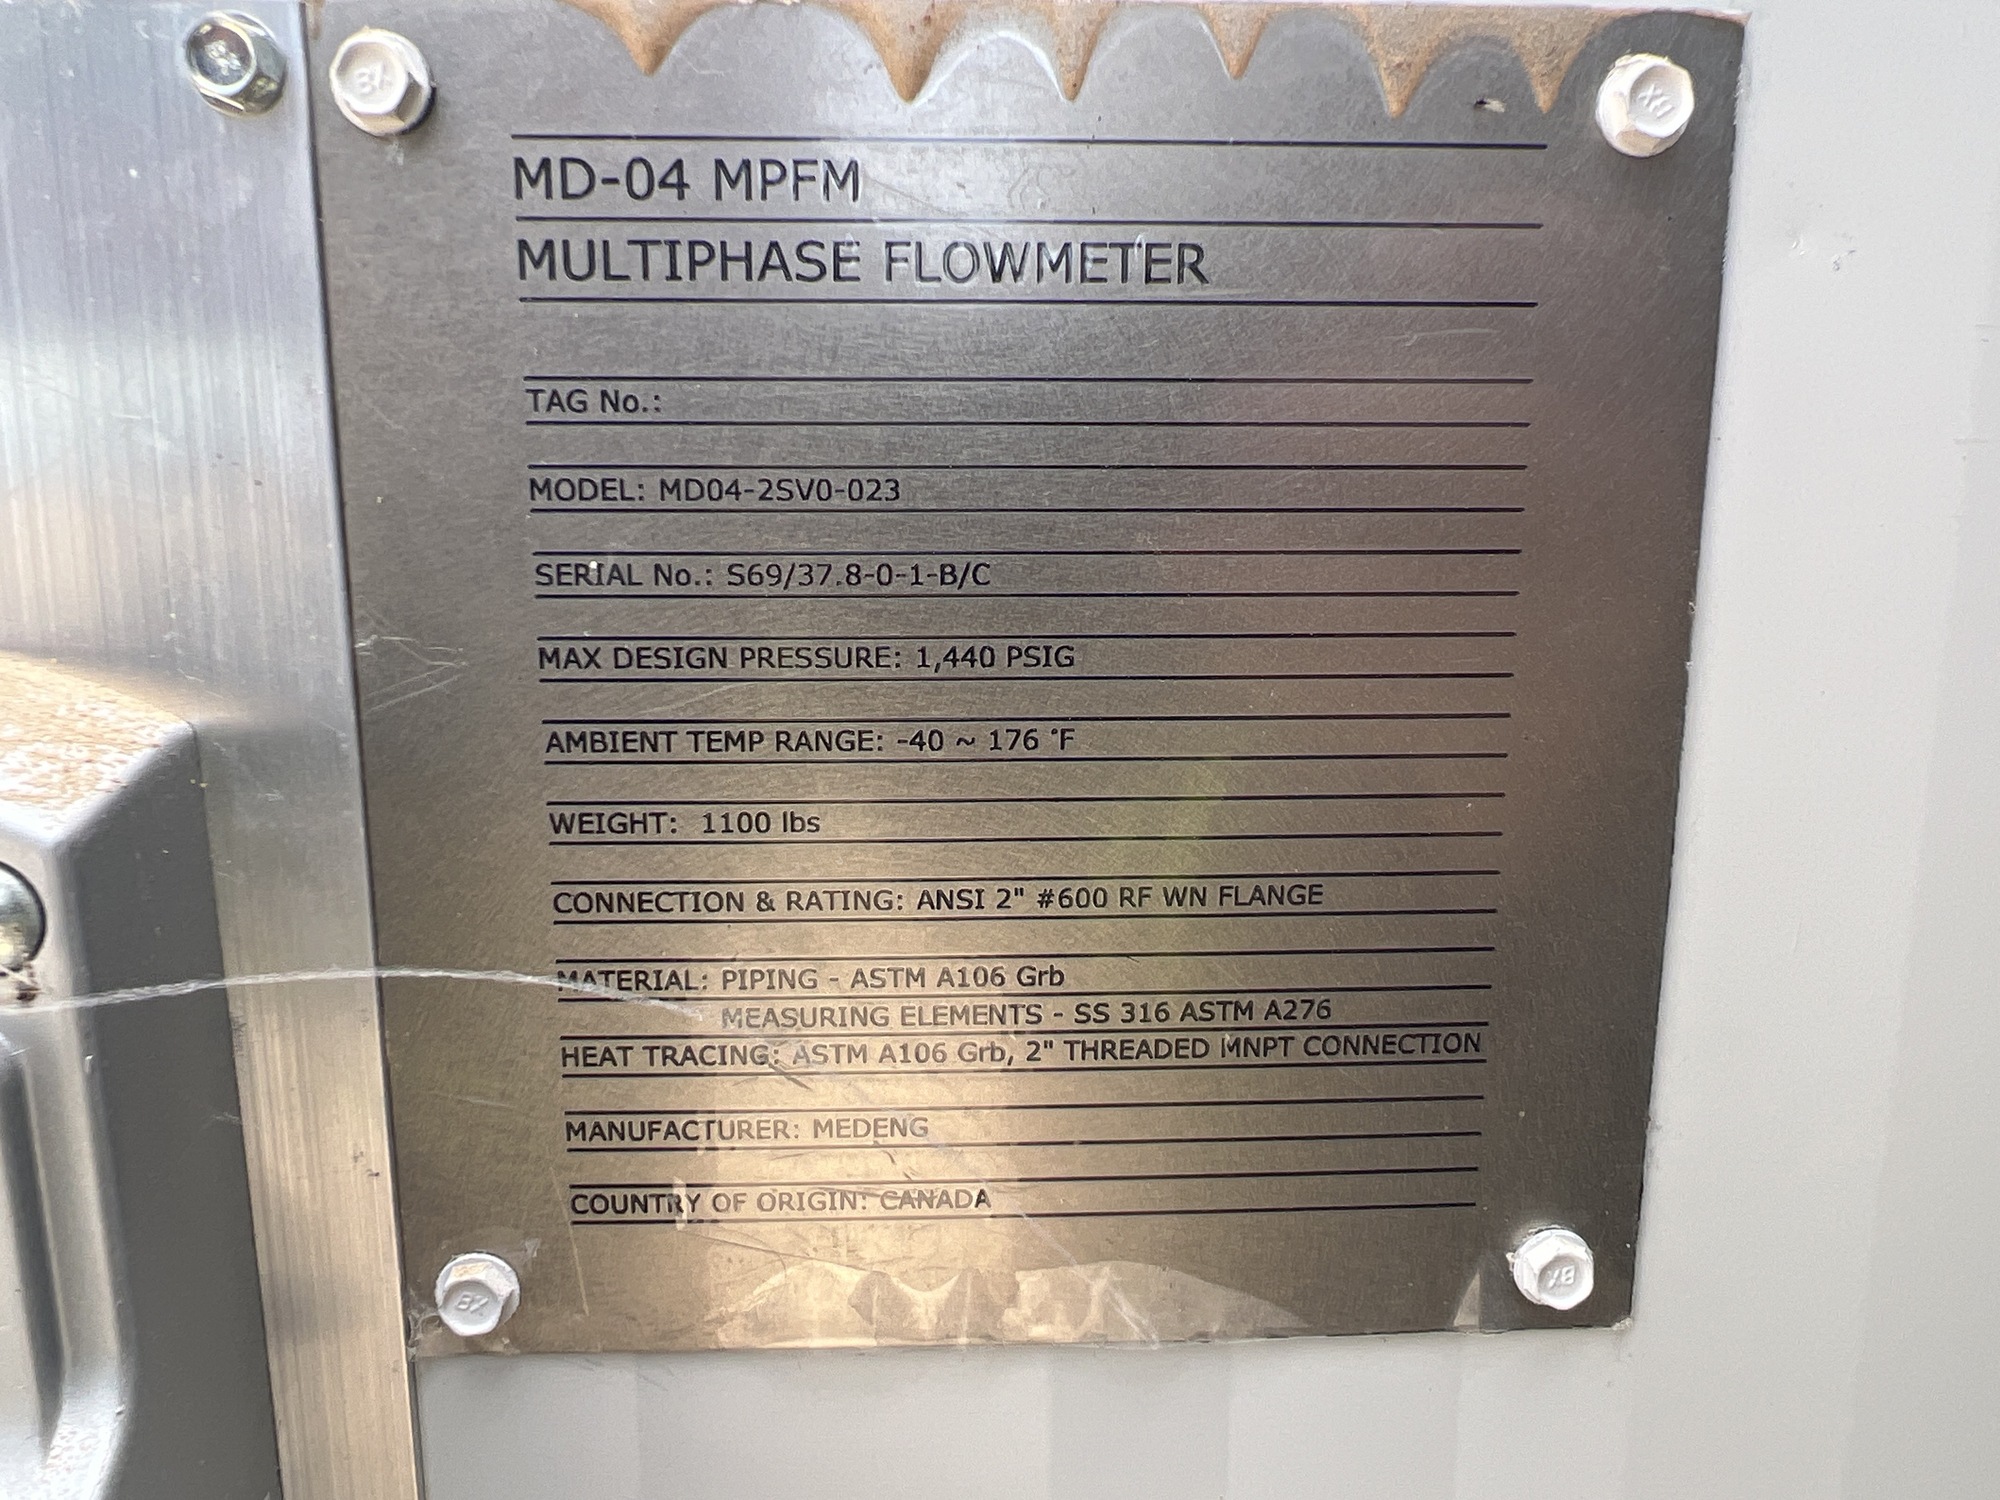 MD-04 MPFM
MULTIPHASE FLOWMETER
TAG No.:
MODEL: MD04-2SV0-023
SERIAL No.: S69/37.8-0-1-B/C
MAX DESIGN PRESSURE: 1,440 PSIG
AMBIENT TEMP RANGE: -40 ~ 176 °F
WEIGHT: 1100 lbs
CONNECTION & RATING: ANSI 2" #600 RF WN FLANGE
MATERIAL: PIPING - ASTM A106 Grb
MEASURING ELEMENTS - SS 316 ASTM A276
HEAT TRACING: ASTM A106 Grb, 2" THREADED MNPT CONNECTION
MANUFACTURER: MEDENG
COUNTRY OF ORIGIN: CANADA